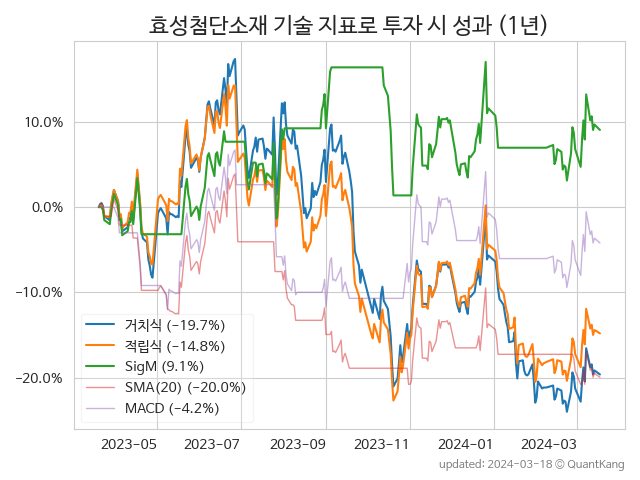 효성첨단소재 기술 지표로 투자 시 성과 (1년)
10.0%
0.0%
−10.0%
−20.0%
거치식 (−19.7%)
적립식 (−14.8%)
SigM (9.1%)
SMA(20) (−20.0%)
MACD (−4.2%)
2023−05
2023−07
2023−09
2023−11
2024−01
2024−03
updated: 2024−03−18 ⓒ QuantKang